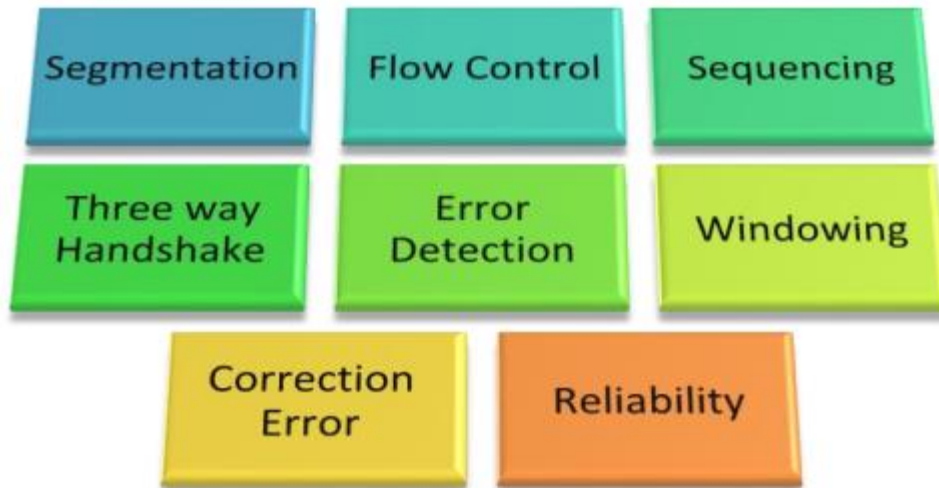 Segmentation
Flow Control
Sequencing
Three way
Handshake
Error
Detection
Windowing
Correction
Error
Reliability